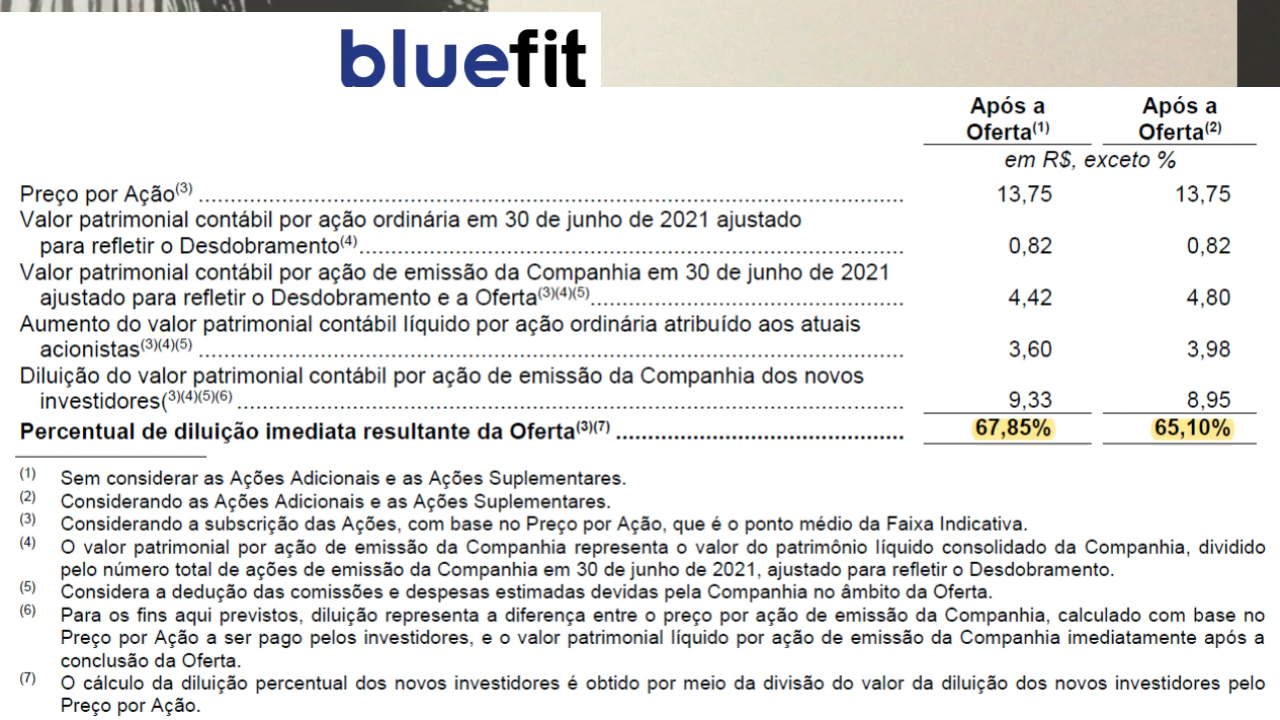 bluefit
Após a Oferta(1) Após a Oferta(2)
em R$, exceto %
Preço por Ação(3) ........ 13,75 13,75
Valor patrimonial contábil por ação ordinária em 30 de junho de 2021 ajustado
para refletir o Desdobramento(4)........ 0,82 0,82
Valor patrimonial contábil por ação de emissão da Companhia em 30 de junho de 2021
ajustado para refletir o Desdobramento e a Oferta(3)(4)(5)........ 4,42 4,80
Aumento do valor patrimonial contábil líquido por ação ordinária atribuído aos atuais
acionistas(3)(4)(5) ........ 3,60 3,98
Diluição do valor patrimonial contábil por ação de emissão da Companhia dos novos
investidores(3)(4)(5)(6) ........ 9,33 8,95
Percentual de diluição imediata resultante da Oferta(3)(7) ........ 67,85% 65,10%
(1) Sem considerar as Ações Adicionais e as Ações Suplementares.
(2) Considerando as Ações Adicionais e as Ações Suplementares.
(3) Considerando a subscrição das Ações, com base no Preço por Ação, que é o ponto médio da Faixa Indicativa.
(4) O valor patrimonial por ação de emissão da Companhia representa o valor do patrimônio líquido consolidado da Companhia, dividido
pelo número total de ações de emissão da Companhia em 30 de junho de 2021, ajustado para refletir o Desdobramento.
(5) Considera a dedução das comissões e despesas estimadas devidas pela Companhia no âmbito da Oferta.
(6) Para os fins aqui previstos, diluição representa a diferença entre o preço por ação de emissão da Companhia, calculado com base no
Preço por Ação a ser pago pelos investidores, e o valor patrimonial líquido por ação de emissão da Companhia imediatamente após a
conclusão da Oferta.
(7) O cálculo da diluição percentual dos novos investidores é obtido por meio da divisão do valor da diluição dos novos investidores pelo
Preço por Ação.